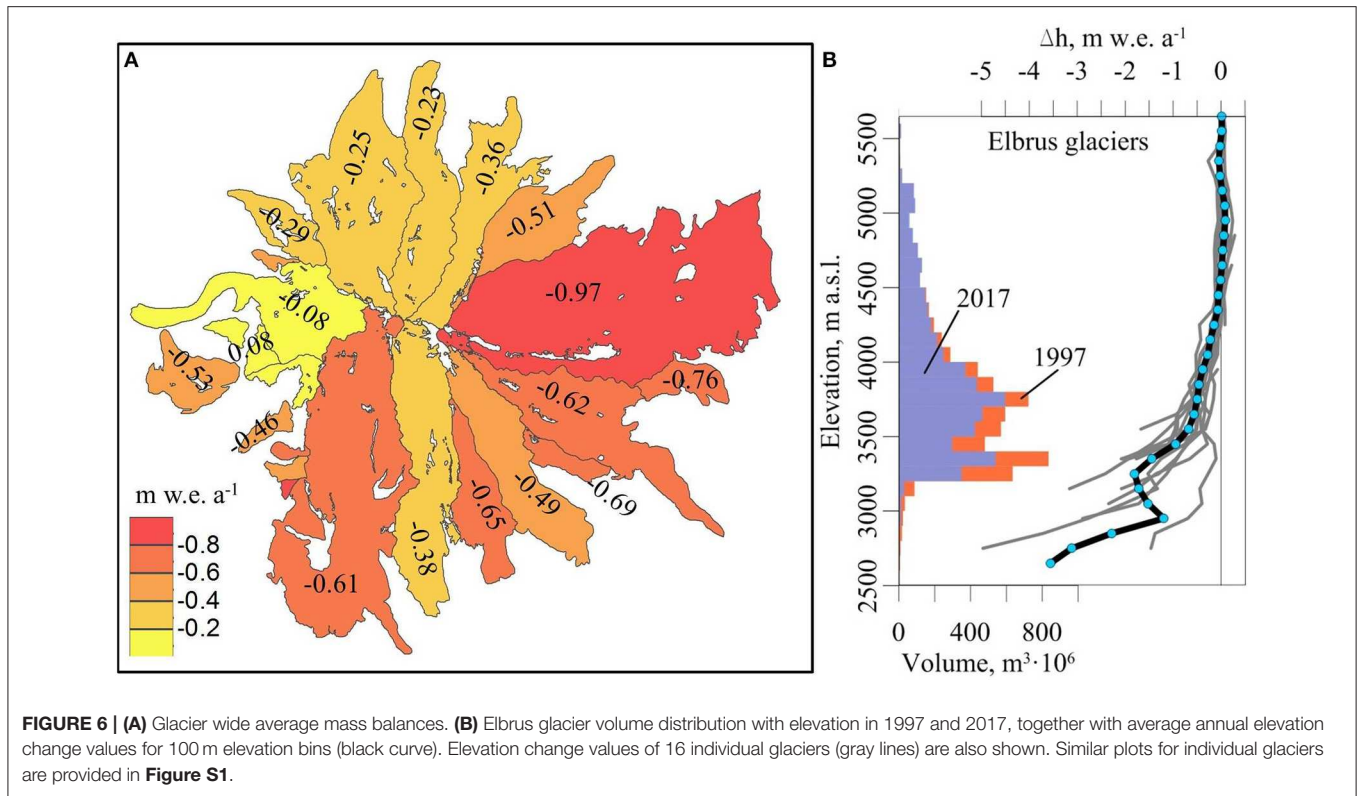 A
-0.23
-0.25
-0.36
-0.29
-0.51
-0.08
-0.97
0.08
-0.53
-0.62
-0.76
-0.46
-0.65
-0.49
-0.69
-0.38
-0.61
m w.e. a⁻¹
-0.8
-0.6
-0.4
-0.2
B
Δh, m w.e. a⁻¹
-5 -4 -3 -2 -1 0
Elbrus glaciers
5500
5000
4500
4000
3500
3000
2500
Elevation, m a.s.l.
2017
1997
0 400 800
Volume, m³·10⁶
FIGURE 6 | (A) Glacier wide average mass balances. (B) Elbrus glacier volume distribution with elevation in 1997 and 2017, together with average annual elevation
change values for 100 m elevation bins (black curve). Elevation change values of 16 individual glaciers (gray lines) are also shown. Similar plots for individual glaciers
are provided in Figure S1.